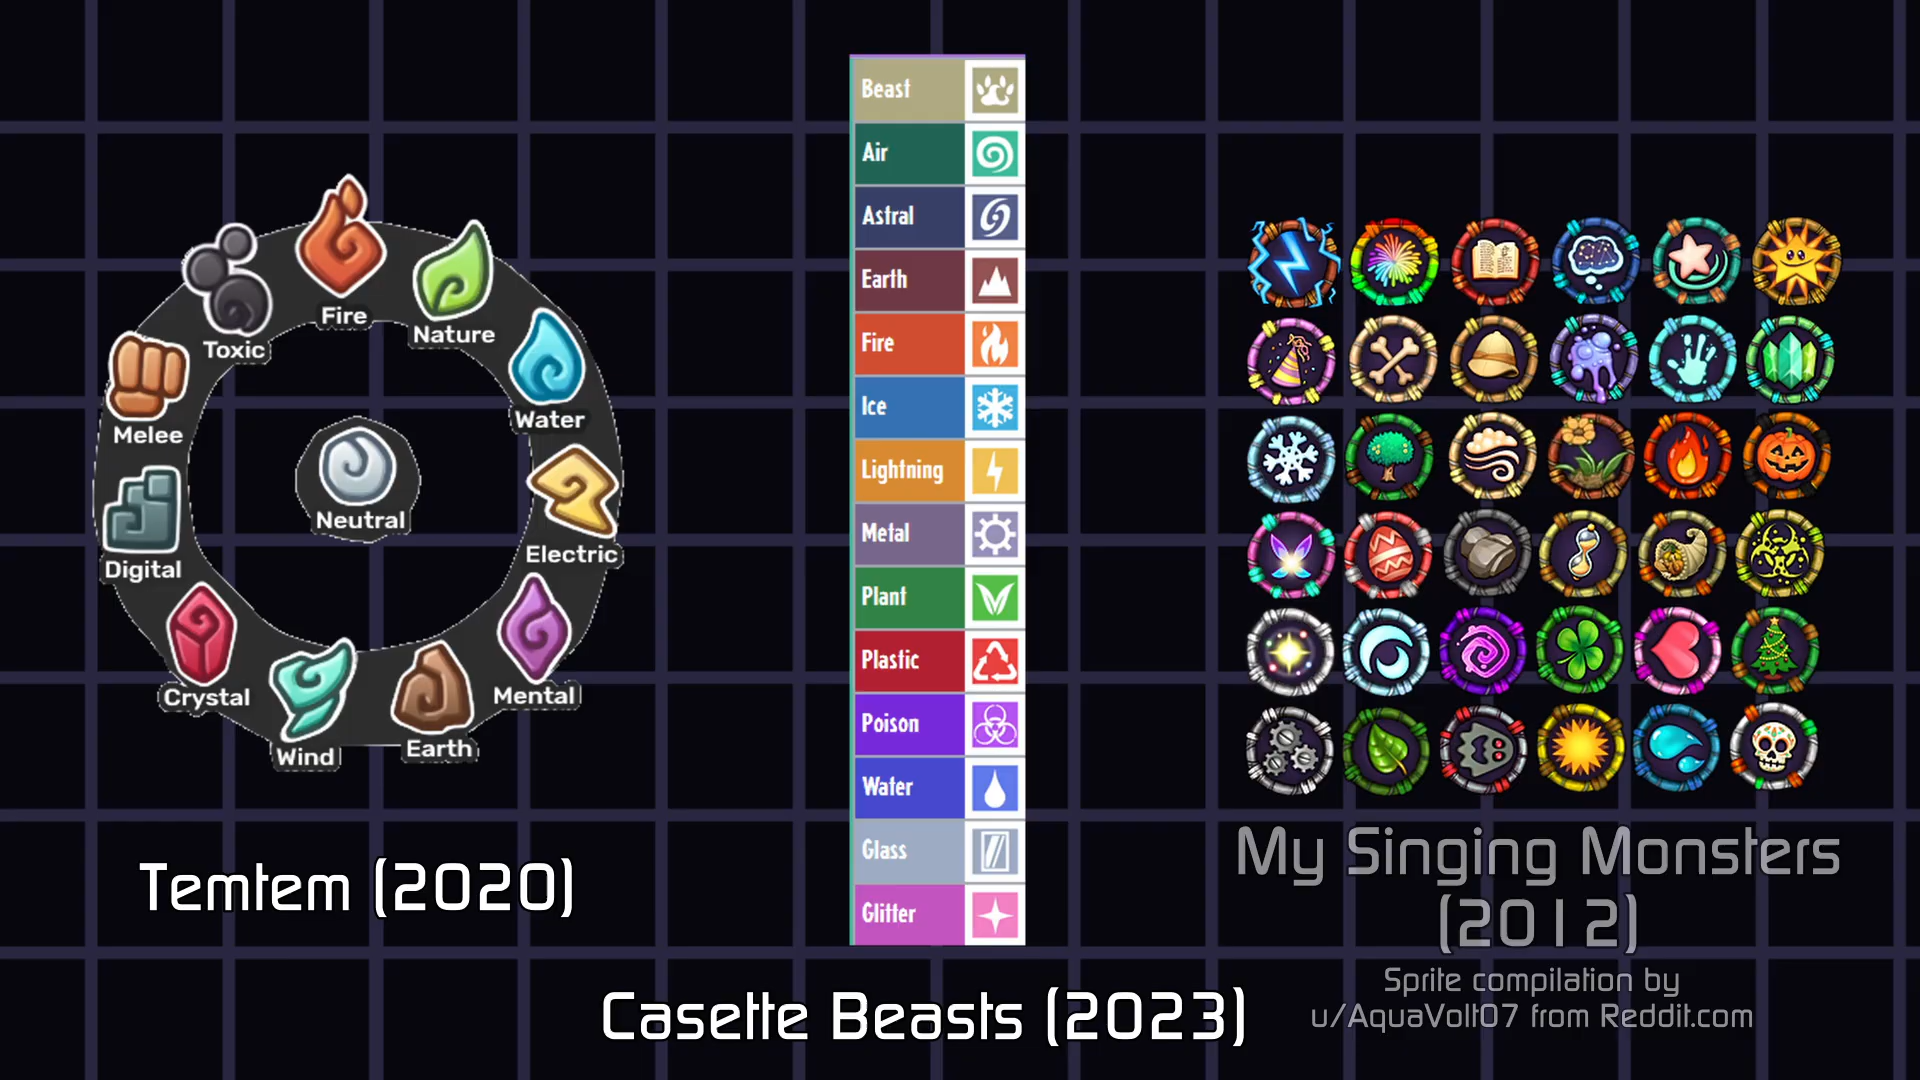 Fire
Nature
Toxic
Water
Melee
Neutral
Electric
Digital
Mental
Crystal
Earth
Wind
Temtem (2020)
Beast
Air
Astral
Earth
Fire
Ice
Lightning
Metal
Plant
Plastic
Poison
Water
Glass
Glitter
Casette Beasts (2023)
My Singing Monsters
(2012)
Sprite compilation by
u/AquaVolt07 from Reddit.com